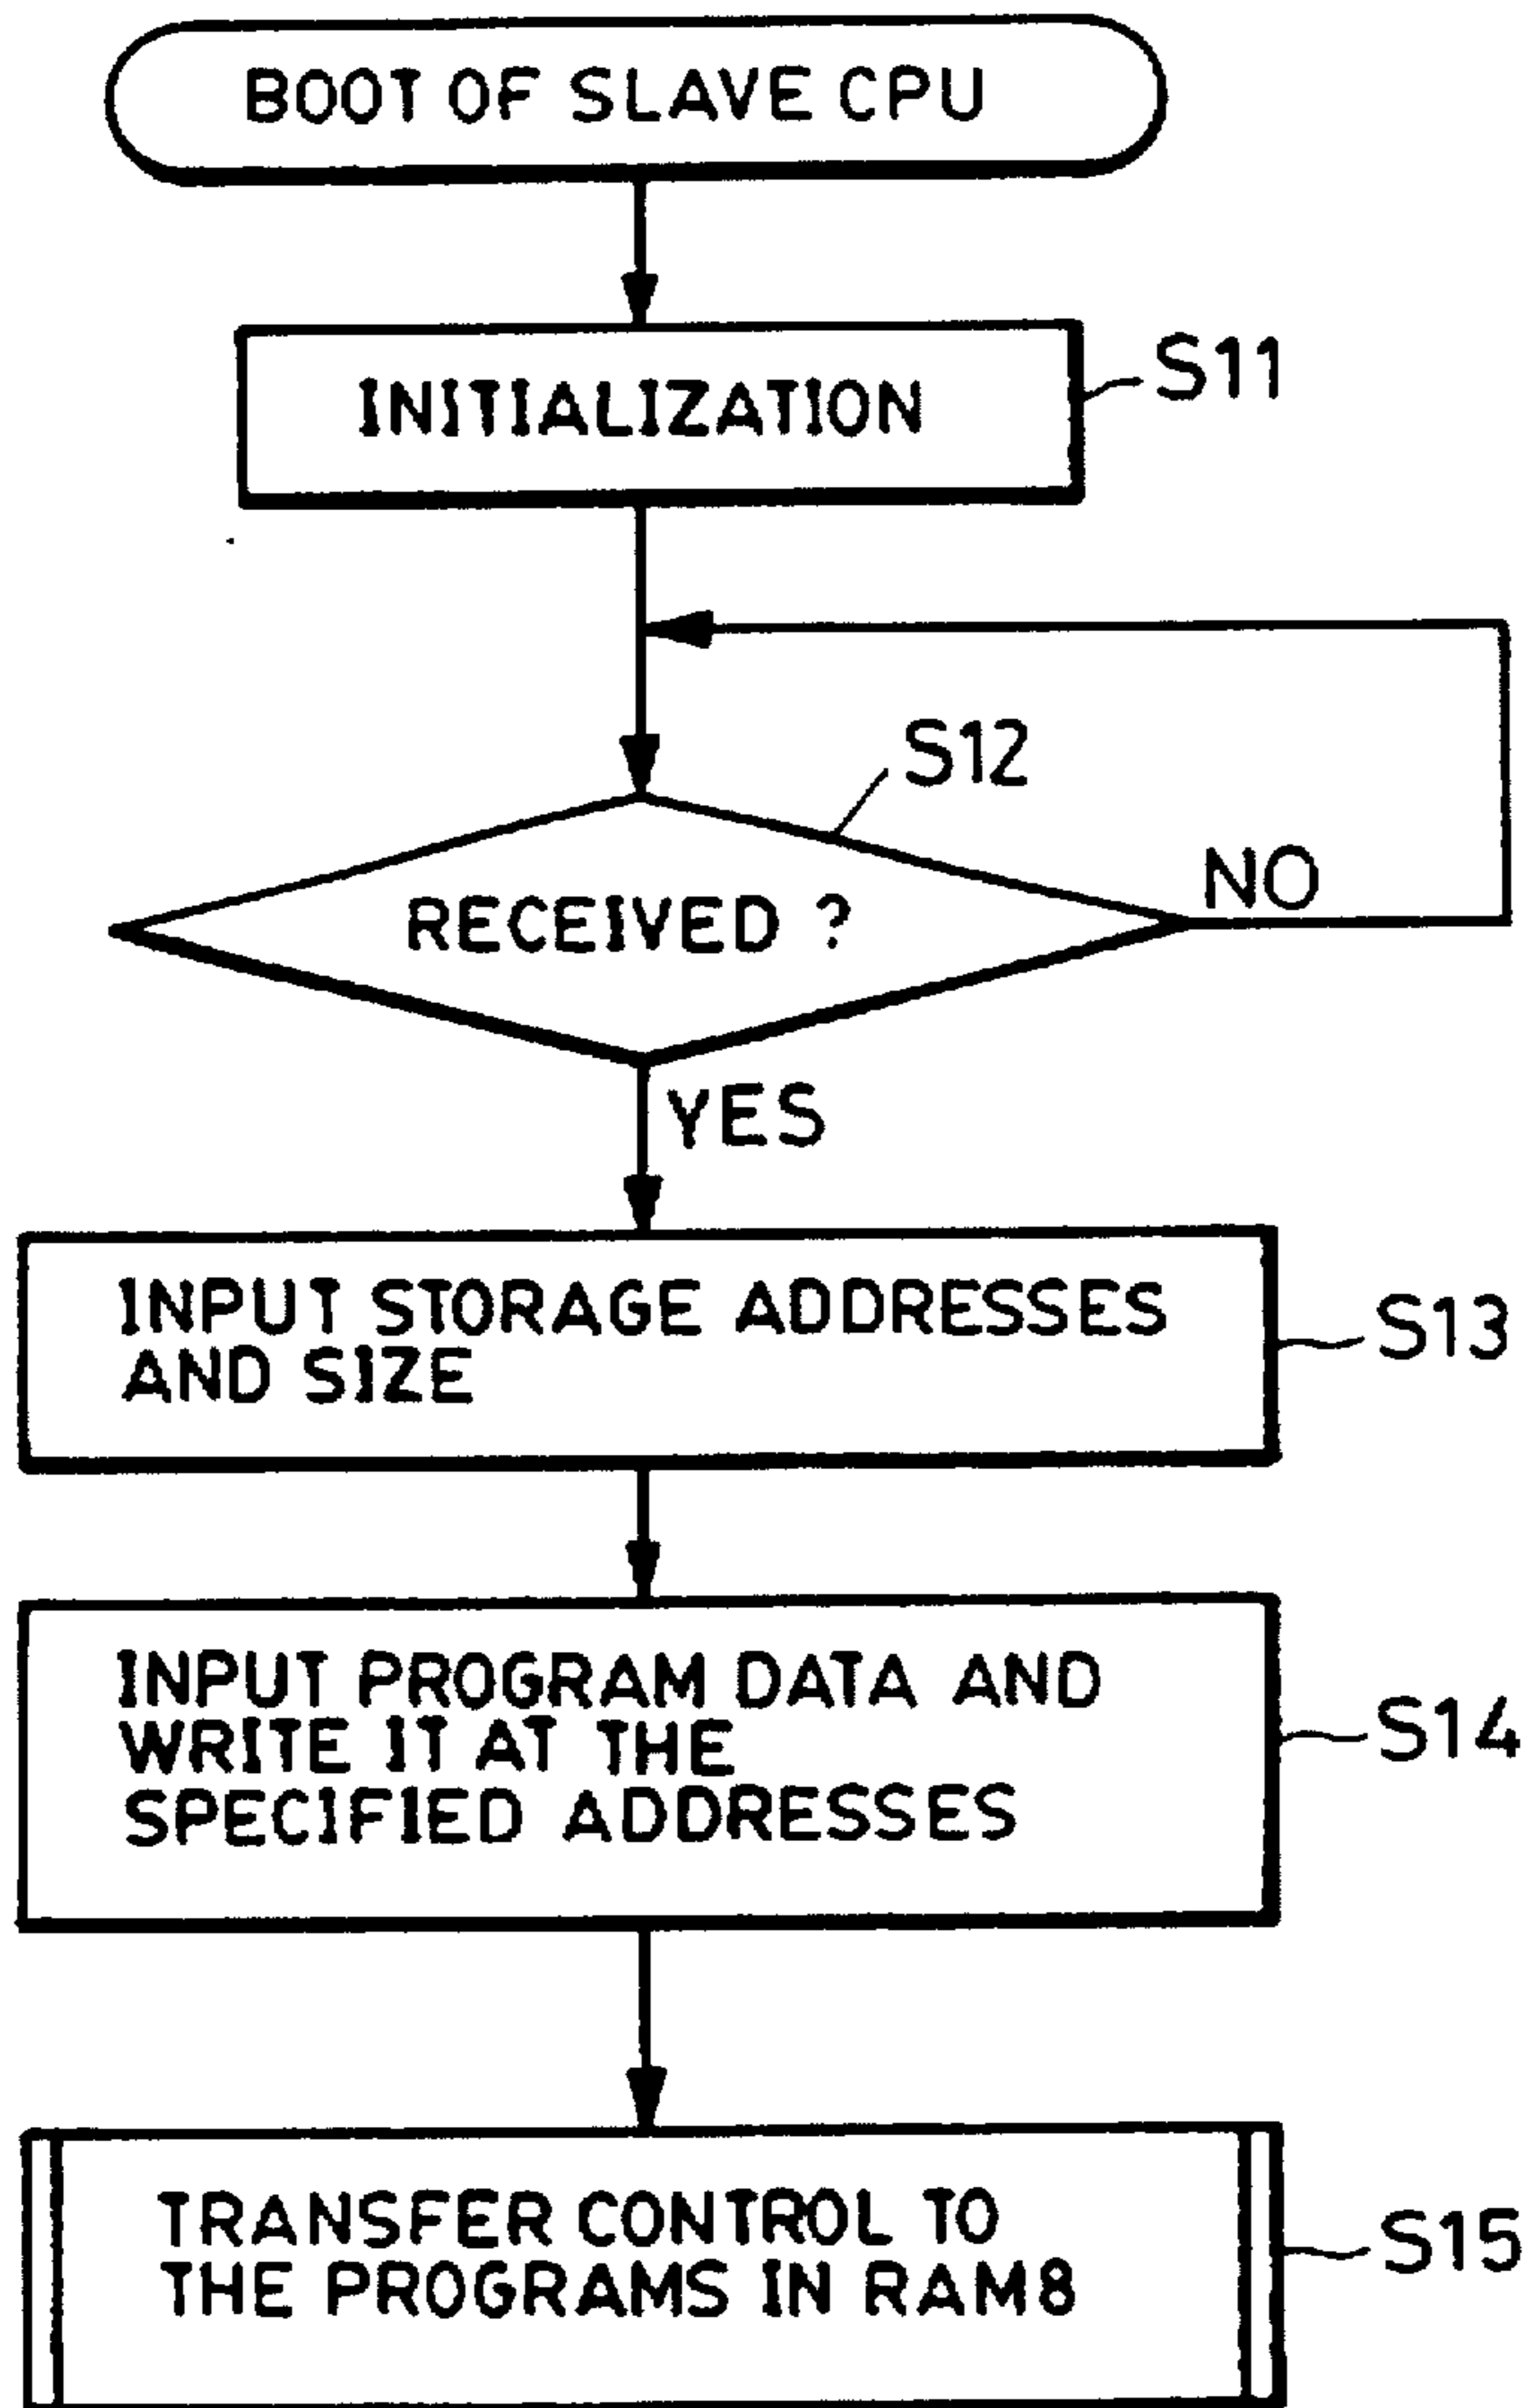 BOOT OF SLAVE CPU
INITIALIZATION
S11
S12
RECEIVED ?
NO
YES
INPUT STORAGE ADDRESSES
AND SIZE
S13
INPUT PROGRAM DATA AND
WRITE IT AT THE
SPECIFIED ADDRESSES
S14
TRANSFER CONTROL TO
THE PROGRAMS IN RAM8
S15